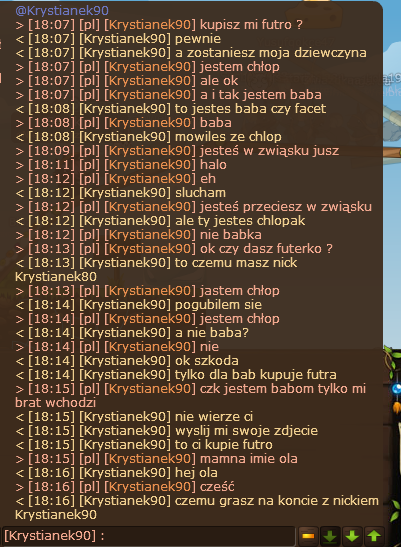 @Krystianek90
> [18:07] [pl] [Krystianek90] kupisz mi futro ?
< [18:07] [Krystianek90] pewnie
< [18:07] [Krystianek90] a zostaniesz moja dziewczyna
> [18:07] [pl] [Krystianek90] jestem chłop
> [18:07] [pl] [Krystianek90] ale ok
> [18:07] [pl] [Krystianek90] a i tak jestem baba
< [18:08] [Krystianek90] to jestes baba czy facet
> [18:08] [pl] [Krystianek90] baba
< [18:08] [Krystianek90] mowiles ze chlop
> [18:09] [pl] [Krystianek90] jesteś w zwiąsku jusz
> [18:11] [pl] [Krystianek90] halo
> [18:12] [pl] [Krystianek90] eh
< [18:12] [Krystianek90] slucham
> [18:12] [pl] [Krystianek90] jesteś przeciesz w zwiąsku
< [18:12] [Krystianek90] ale ty jestes chlopak
> [18:12] [pl] [Krystianek90] nie babka
> [18:13] [pl] [Krystianek90] ok czy dasz futerko ?
< [18:13] [Krystianek90] to czemu masz nick
Krystianek80
> [18:13] [pl] [Krystianek90] jastem chłop
< [18:14] [Krystianek90] pogubilem sie
> [18:14] [pl] [Krystianek90] jestem chłop
< [18:14] [Krystianek90] a nie baba?
> [18:14] [pl] [Krystianek90] nie
< [18:14] [Krystianek90] ok szkoda
< [18:14] [Krystianek90] tylko dla bab kupuje futra
> [18:15] [pl] [Krystianek90] czk jestem babom tylko mi
brat wchodzi
< [18:15] [Krystianek90] nie wierze ci
< [18:15] [Krystianek90] wyslij mi swoje zdjecie
< [18:15] [Krystianek90] to ci kupie futro
> [18:15] [pl] [Krystianek90] mamna imie ola
< [18:16] [Krystianek90] hej ola
> [18:16] [pl] [Krystianek90] cześć
< [18:16] [Krystianek90] czemu grasz na koncie z nickiem
Krystianek90
[Krystianek90] :